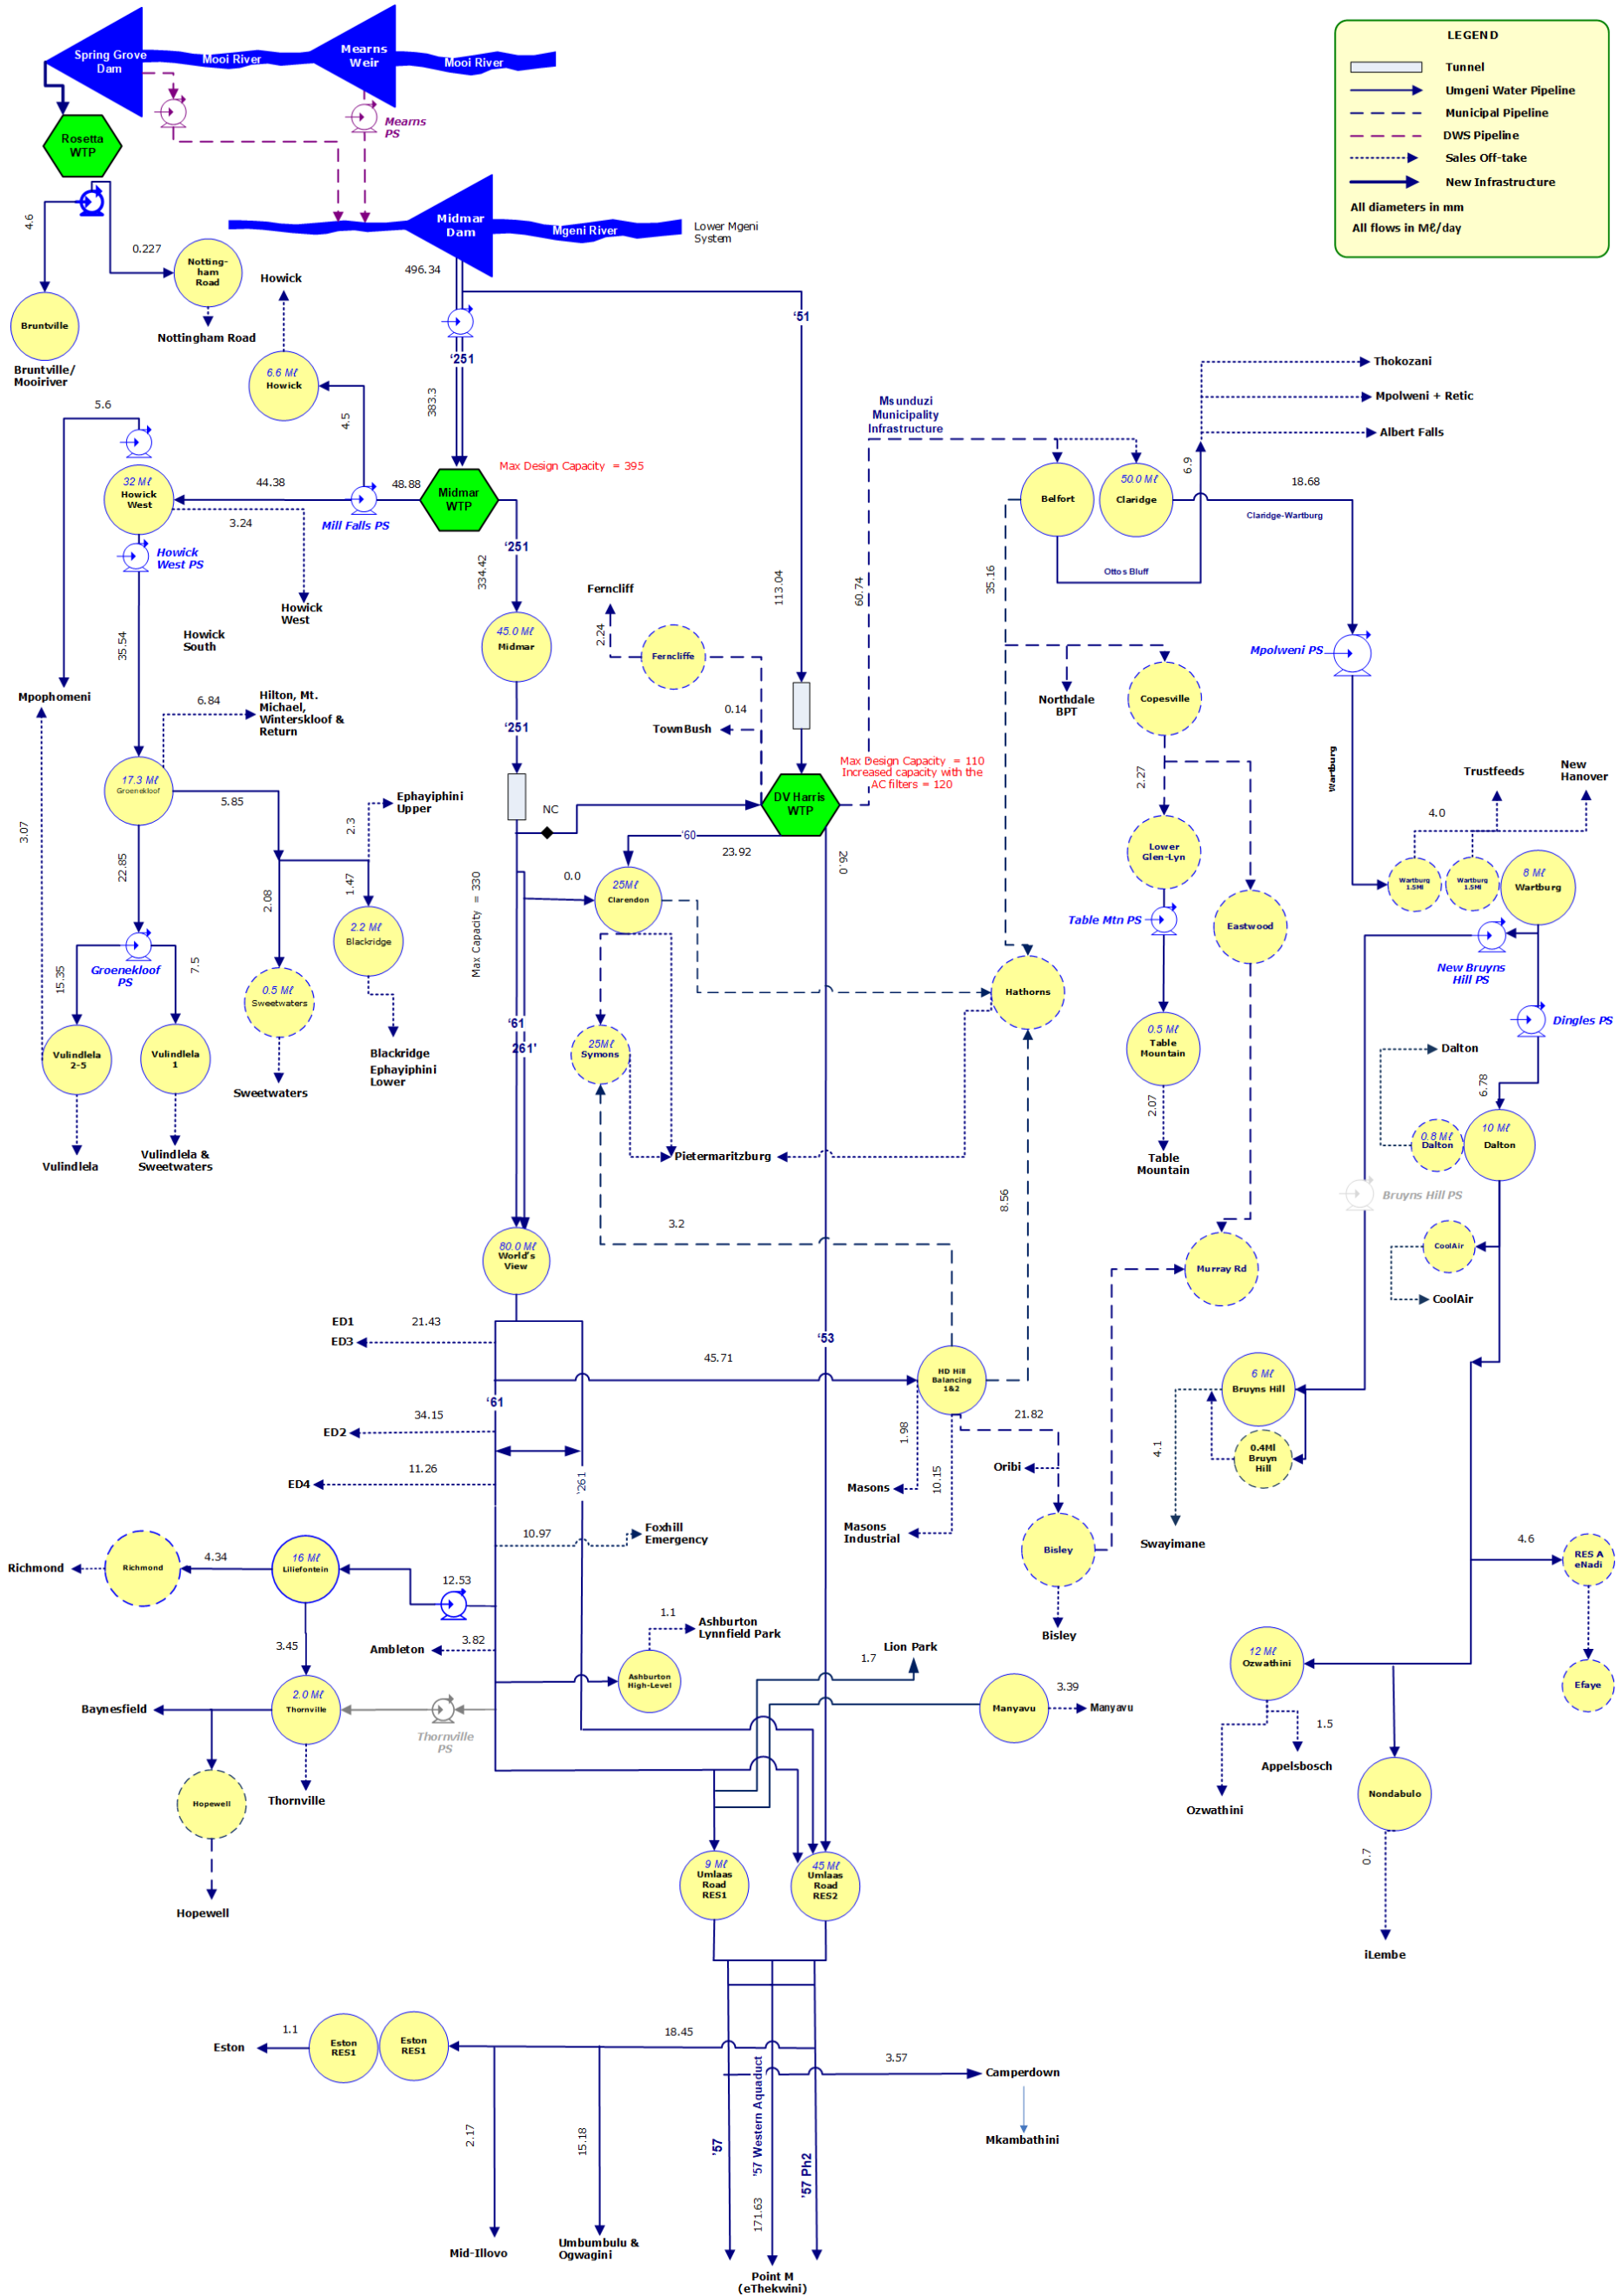 LEGEND
Tunnel
Umgeni Water Pipeline
Municipal Pipeline
DWS Pipeline
Sales Off-take
New Infrastructure
All diameters in mm
All flows in Mℓ/day
Spring Grove
Dam
Mooi River
Mearns
Weir
Mooi River
Mearns
PS
Rosetta
WTP
4.6
0.227
Notting-
ham
Road
Nottingham Road
Bruntville
Bruntville/
Mooiriver
Midmar
Dam
Mgeni River
Lower Mgeni
System
496.34
‘51
‘251
383.3
Howick
6.6 Mℓ
Howick
4.5
5.6
32 Mℓ
Howick
West
44.38
3.24
Mill Falls PS
48.88
Midmar
WTP
Max Design Capacity = 395
Howick
West PS
Howick
West
‘251
334.42
45.0 Mℓ
Midmar
‘251
35.54
Howick
South
Mpophomeni
6.84
Hilton, Mt.
Michael,
Winterskloof &
Return
17.3 Mℓ
Groenekloof
5.85
3.07
22.85
2.3
Ephayiphini
Upper
2.08
1.47
2.2 Mℓ
Blackridge
Groenekloof
PS
15.35
7.5
0.5 Mℓ
Sweetwaters
Sweetwaters
Blackridge
Ephayiphini
Lower
Vulindlela
2-5
Vulindlela
1
Vulindlela
Vulindlela &
Sweetwaters
Msunduzi
Municipality
Infrastructure
Ferncliff
2.24
Ferncliffe
0.14
TownBush
113.04
60.74
Max Design Capacity = 110
Increased capacity with the
AC filters = 120
DV Harris
WTP
NC
‘60
23.92
26.0
Max Capacity = 330
0.0
25Mℓ
Clarendon
‘61
261'
25Mℓ
Symons
Pietermaritzburg
3.2
Belfort
50.0 Mℓ
Claridge
Ottos Bluff
6.9
Thokozani
Mpolweni + Retic
Albert Falls
18.68
Claridge-Wartburg
35.16
Northdale
BPT
Copesville
2.27
Lower
Glen-Lyn
Table Mtn PS
Eastwood
Hathorns
0.5 Mℓ
Table
Mountain
2.07
Table
Mountain
8.56
Murray Rd
Mpolweni PS
Wartburg
Trustfeeds
New
Hanover
4.0
Wartburg
1.5Ml
Wartburg
1.5Ml
8 Mℓ
Wartburg
New Bruyns
Hill PS
Dingles PS
Dalton
6.78
0.8 Mℓ
Dalton
10 Mℓ
Dalton
Bruyns Hill PS
CoolAir
CoolAir
6 Mℓ
Bruyns Hill
0.4Ml
Bruyn
Hill
4.1
Swayimane
4.6
RES A
eNadi
Efaye
12 Mℓ
Ozwathini
1.5
Appelsbosch
Ozwathini
Nondabulo
0.7
iLembe
80.0 Mℓ
World's
View
ED1
ED3
21.43
45.71
‘61
ED2
34.15
ED4
11.26
‘261
‘53
HD Hill
Balancing
1&2
1.98
10.15
21.82
Oribi
Masons
Masons
Industrial
Bisley
Bisley
10.97
Foxhill
Emergency
Richmond
Richmond
4.34
16 Mℓ
Liliefontein
12.53
3.45
Ambleton
3.82
1.1
Ashburton
Lynnfield Park
Ashburton
High-Level
Baynesfield
2.0 Mℓ
Thornville
Thornville
PS
Hopewell
Thornville
Hopewell
Lion Park
1.7
Manyavu
3.39
Manyavu
9 Mℓ
Umlaas
Road
RES1
45 Mℓ
Umlaas
Road
RES2
Eston
1.1
Eston
RES1
Eston
RES1
18.45
3.57
Camperdown
Mkambathini
2.17
15.18
'57
'57 Western Aquaduct
171.63
'57 Ph2
Mid-Illovo
Umbumbulu &
Ogwagini
Point M
(eThekwini)